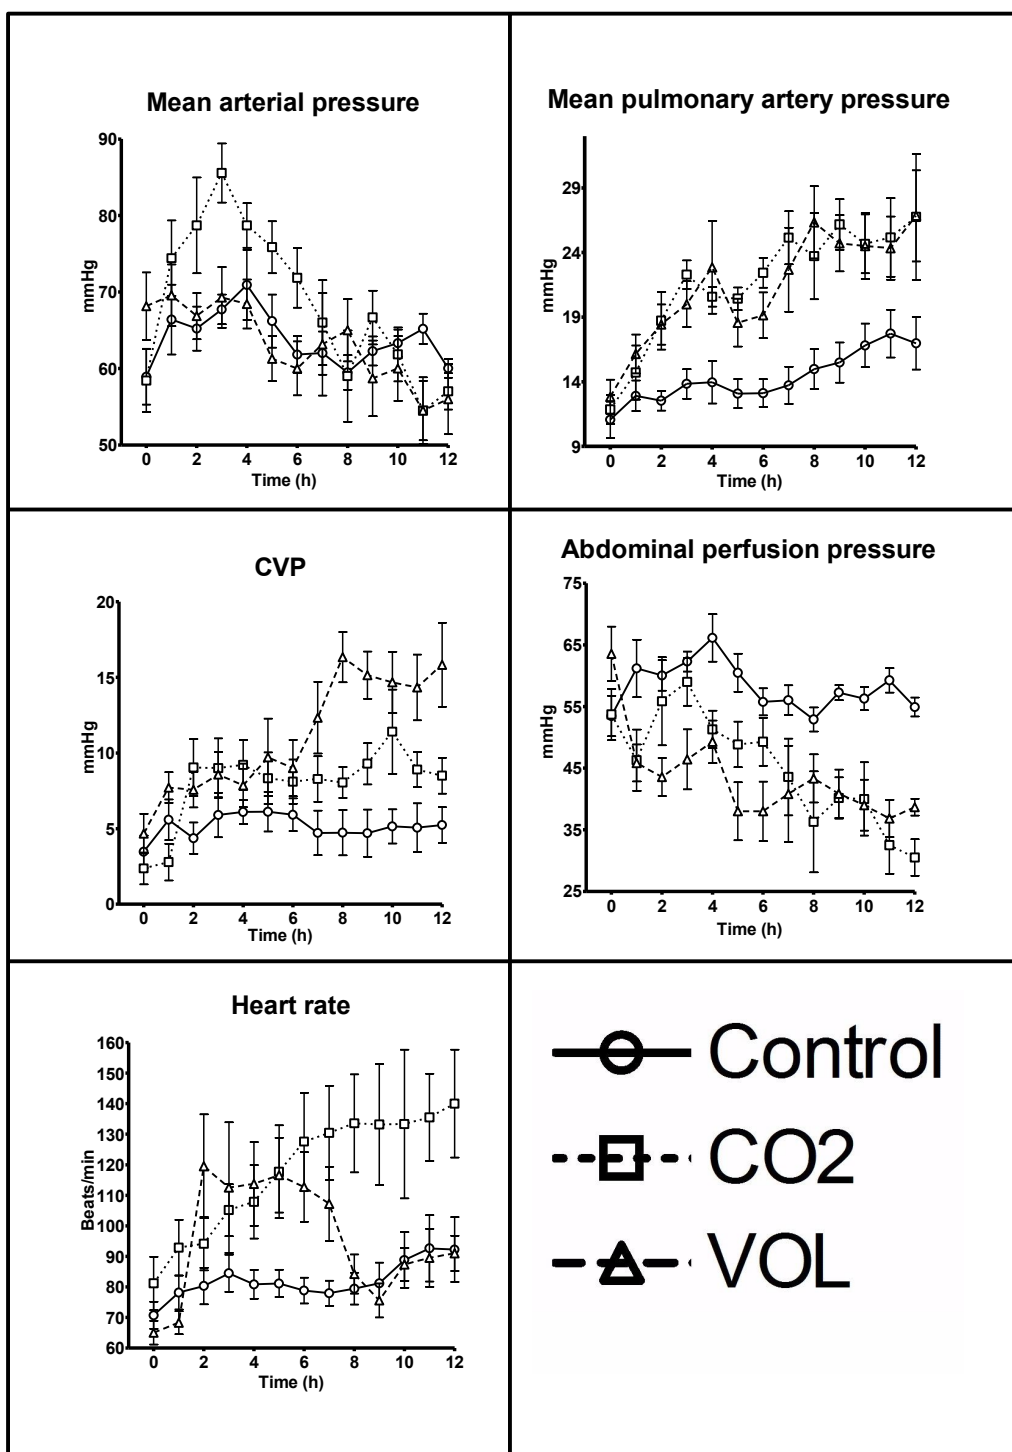 Mean arterial pressure
90
80
70
60
50
mmHg
0 2 4 6 8 10 12
Time (h)
Mean pulmonary artery pressure
29
24
19
14
9
mmHg
0 2 4 6 8 10 12
Time (h)
CVP
20
15
10
5
0
mmHg
0 2 4 6 8 10 12
Time (h)
Abdominal perfusion pressure
75
65
55
45
35
25
mmHg
0 2 4 6 8 10 12
Time (h)
Heart rate
160
150
140
130
120
110
100
90
80
70
60
Beats/min
0 2 4 6 8 10 12
Time (h)
Control
CO2
VOL